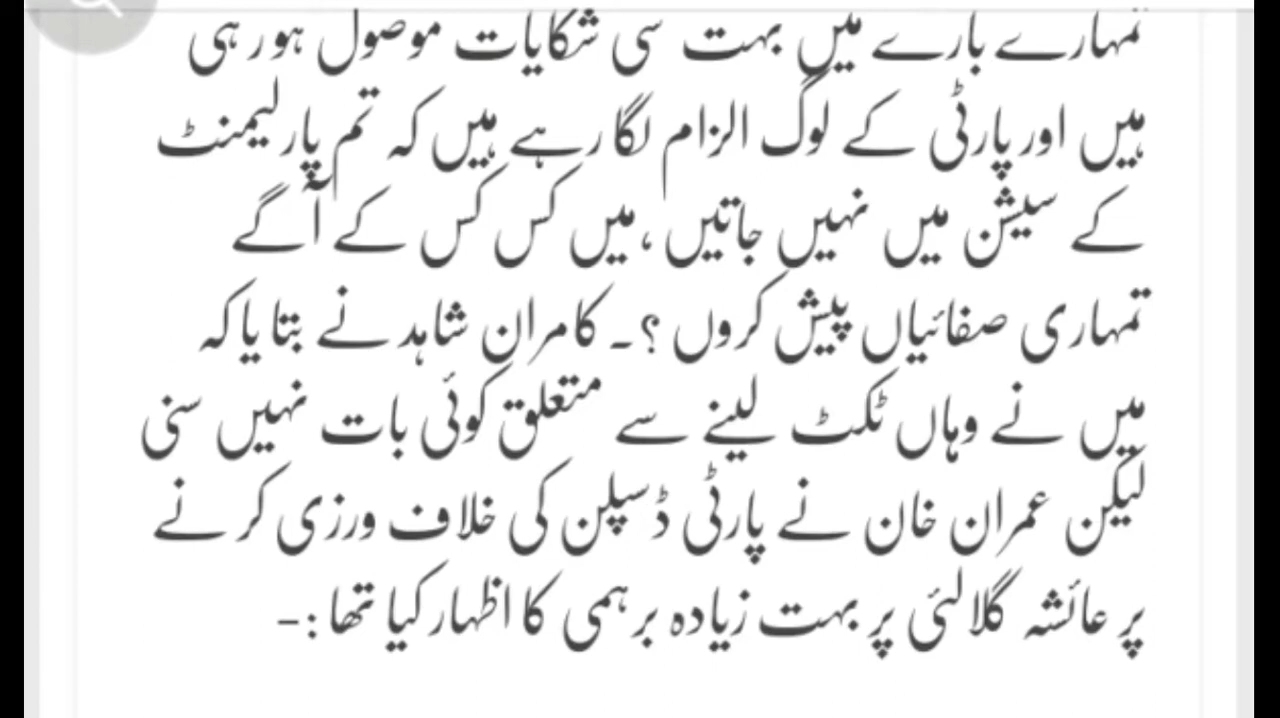 تمہارے بارے میں بہت سی شکایات موصول ہورہی
ہیں اور پارٹی کے لوگ الزام لگا رہے ہیں کہ تم پارلیمنٹ
کے سیشن میں نہیں جاتیں ،میں کس کس کے آگے
تمہاری صفائیاں پیش کروں ؟۔ کامران شاہد نے بتایا کہ
میں نے وہاں ٹکٹ لینے سے متعلق کوئی بات نہیں سنی
لیکن عمران خان نے پارٹی ڈسپلن کی خلاف ورزی کرنے
پر عائشہ گلالئی پر بہت زیادہ برہمی کا اظہار کیا تھا :-